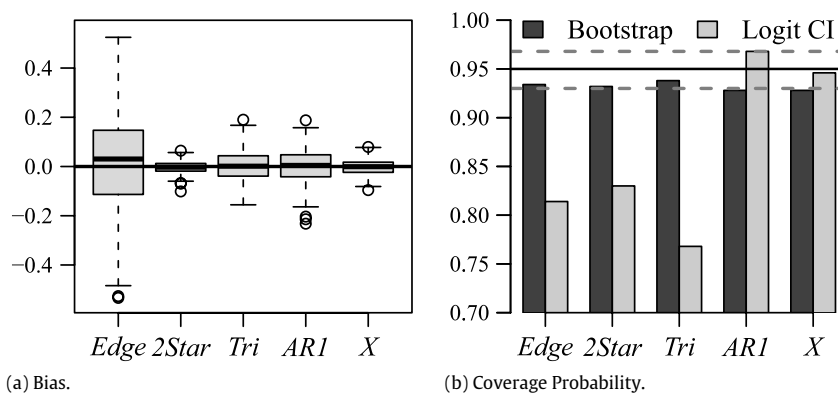 0.4
0.2
0.0
−0.2
−0.4
Edge 2Star Tri AR1 X
(a) Bias.
Bootstrap Logit CI
1.00
0.95
0.90
0.85
0.80
0.75
0.70
Edge 2Star Tri AR1 X
(b) Coverage Probability.